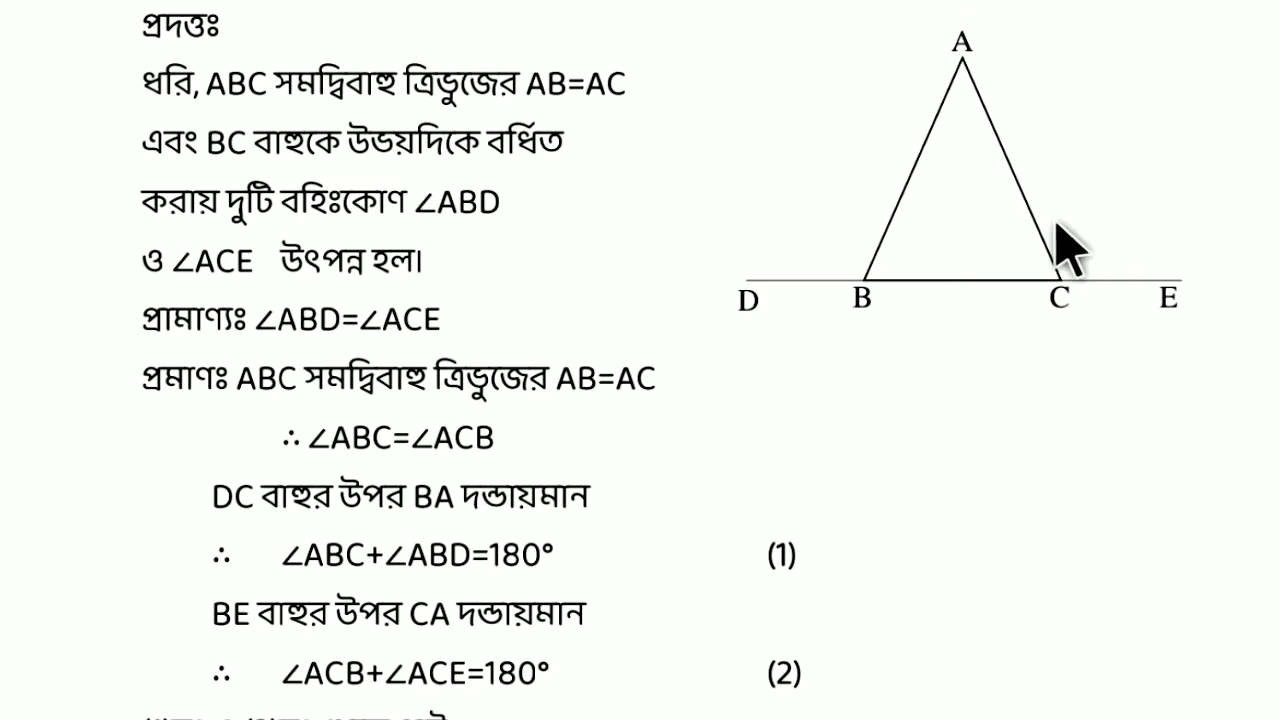 প্রদত্তঃ
ধরি, ABC সমদ্বিবাহু ত্রিভুজের AB=AC
এবং BC বাহুকে উভয়দিকে বর্ধিত
করায় দুটি বহিঃকোণ ∠ABD
ও ∠ACE উৎপন্ন হল।
প্রামাণ্যঃ ∠ABD=∠ACE
প্রমাণঃ ABC সমদ্বিবাহু ত্রিভুজের AB=AC
∴ ∠ABC=∠ACB
DC বাহুর উপর BA দন্ডায়মান
∴ ∠ABC+∠ABD=180° (1)
BE বাহুর উপর CA দন্ডায়মান
∴ ∠ACB+∠ACE=180° (2)
A
D B C E